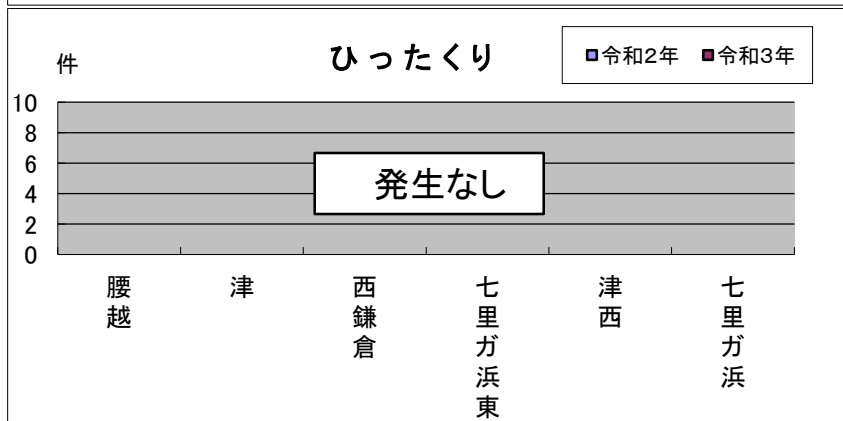 ひったくり
件
■令和2年 ■令和3年
10
8
6
4
2
0
発生なし
腰越
津
西鎌倉
七里ガ浜東
津西
七里ガ浜